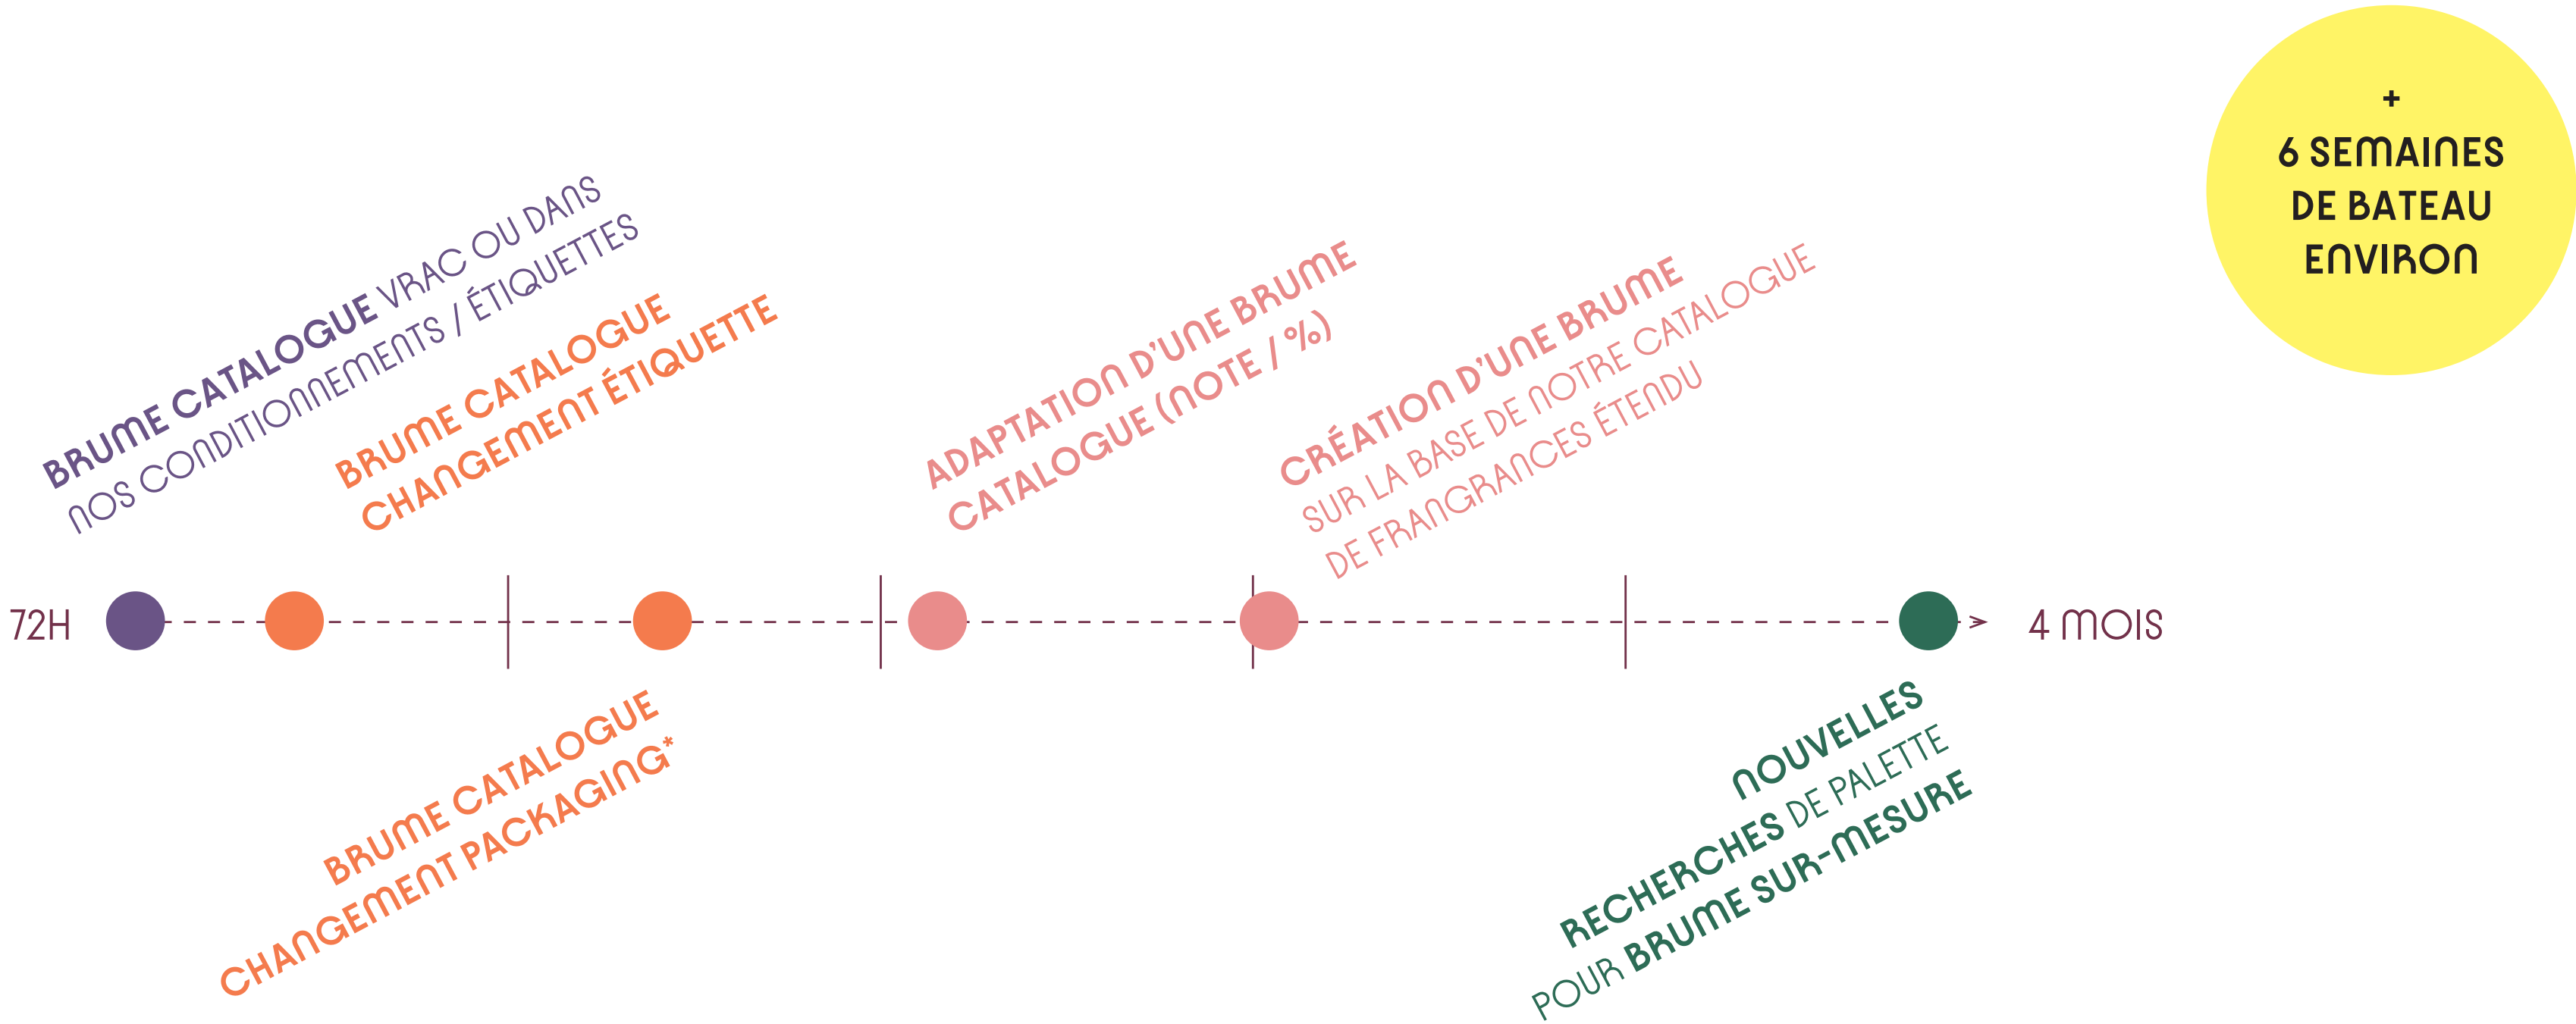 +
6 SEMAINES
DE BATEAU
ENVIRON
BRUME CATALOGUE VRAC OU DANS
NOS CONDITIONNEMENTS / ÉTIQUETTES
BRUME CATALOGUE
CHANGEMENT ÉTIQUETTE
ADAPTATION D'UNE BRUME
CATALOGUE (NOTE / %)
CRÉATION D'UNE BRUME
SUR LA BASE DE NOTRE CATALOGUE
DE FRANGRANCES ÉTENDU
72H
4 MOIS
BRUME CATALOGUE
CHANGEMENT PACKAGING*
NOUVELLES
RECHERCHES DE PALETTE
POUR BRUME SUR-MESURE